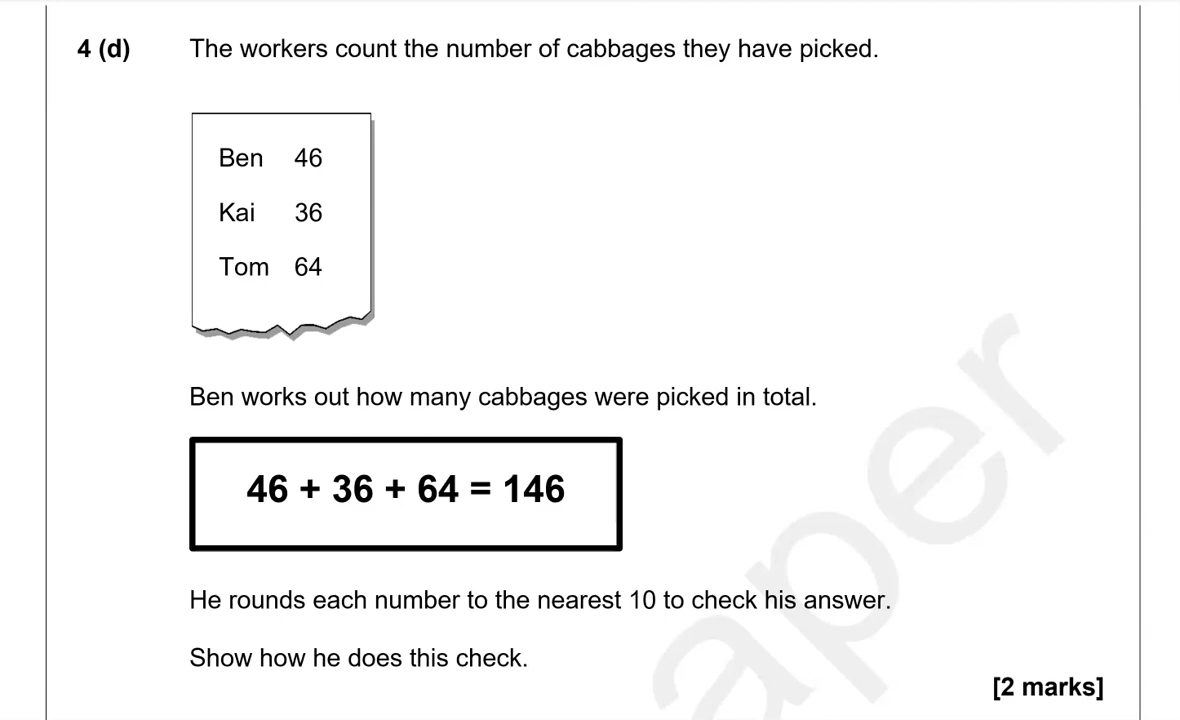 4 (d) The workers count the number of cabbages they have picked.
Ben 46
Kai 36
Tom 64
Ben works out how many cabbages were picked in total.
46 + 36 + 64 = 146
He rounds each number to the nearest 10 to check his answer.
Show how he does this check.
[2 marks]
aper